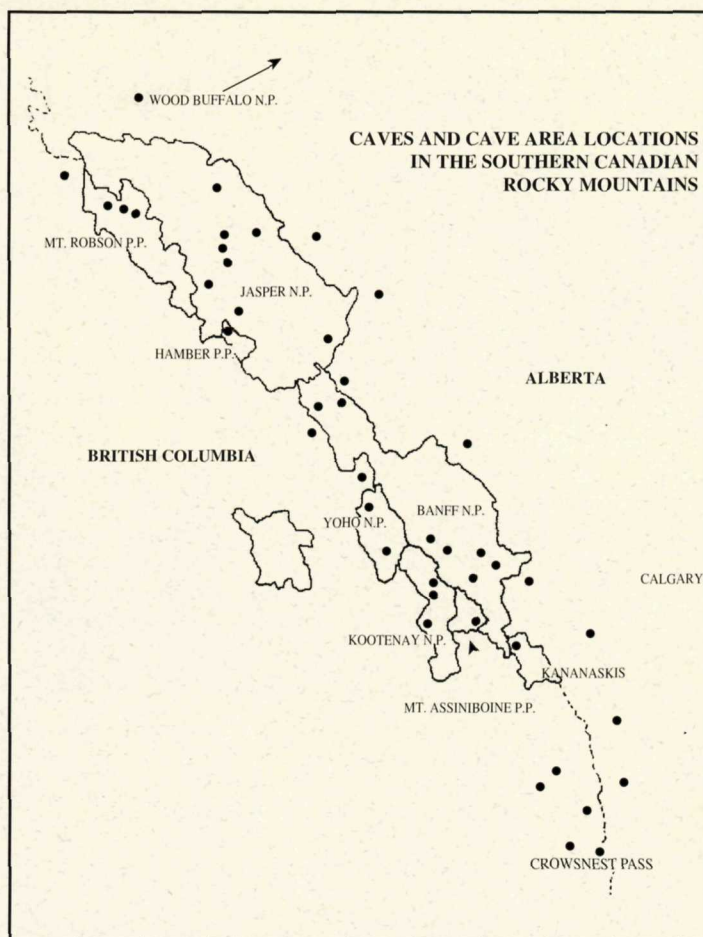 WOOD BUFFALO N.P.
CAVES AND CAVE AREA LOCATIONS
IN THE SOUTHERN CANADIAN
ROCKY MOUNTAINS
MT. ROBSON P.P.
JASPER N.P.
HAMBER P.P.
ALBERTA
BRITISH COLUMBIA
BANFF N.P.
YOHO N.P.
CALGARY
KOOTENAY N.P.
KANANASKIS
MT. ASSINIBOINE P.P.
CROWSNEST PASS